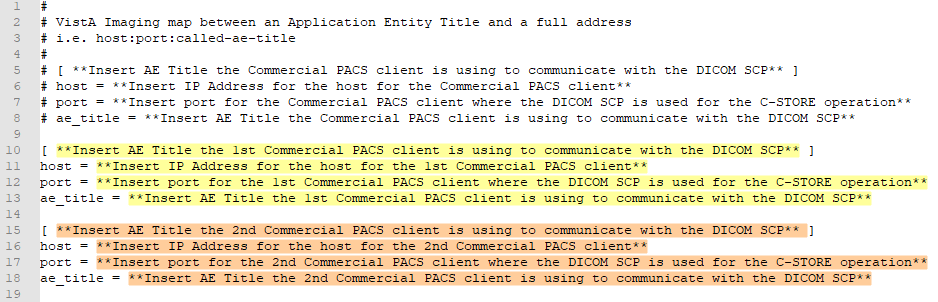 1 #
2 # VistA Imaging map between an Application Entity Title and a full address
3 # i.e. host:port:called-ae-title
4 #
5 # [ **Insert AE Title the Commercial PACS client is using to communicate with the DICOM SCP** ]
6 # host = **Insert IP Address for the host for the Commercial PACS client**
7 # port = **Insert port for the Commercial PACS client where the DICOM SCP is used for the C-STORE operation**
8 # ae_title = **Insert AE Title the Commercial PACS client is using to communicate with the DICOM SCP**
9
10 [ **Insert AE Title the 1st Commercial PACS client is using to communicate with the DICOM SCP** ]
11 host = **Insert IP Address for the host for the 1st Commercial PACS client**
12 port = **Insert port for the 1st Commercial PACS client where the DICOM SCP is used for the C-STORE operation**
13 ae_title = **Insert AE Title the 1st Commercial PACS client is using to communicate with the DICOM SCP**
14
15 [ **Insert AE Title the 2nd Commercial PACS client is using to communicate with the DICOM SCP** ]
16 host = **Insert IP Address for the host for the 2nd Commercial PACS client**
17 port = **Insert port for the 2nd Commercial PACS client where the DICOM SCP is used for the C-STORE operation**
18 ae_title = **Insert AE Title the 2nd Commercial PACS client is using to communicate with the DICOM SCP**
19